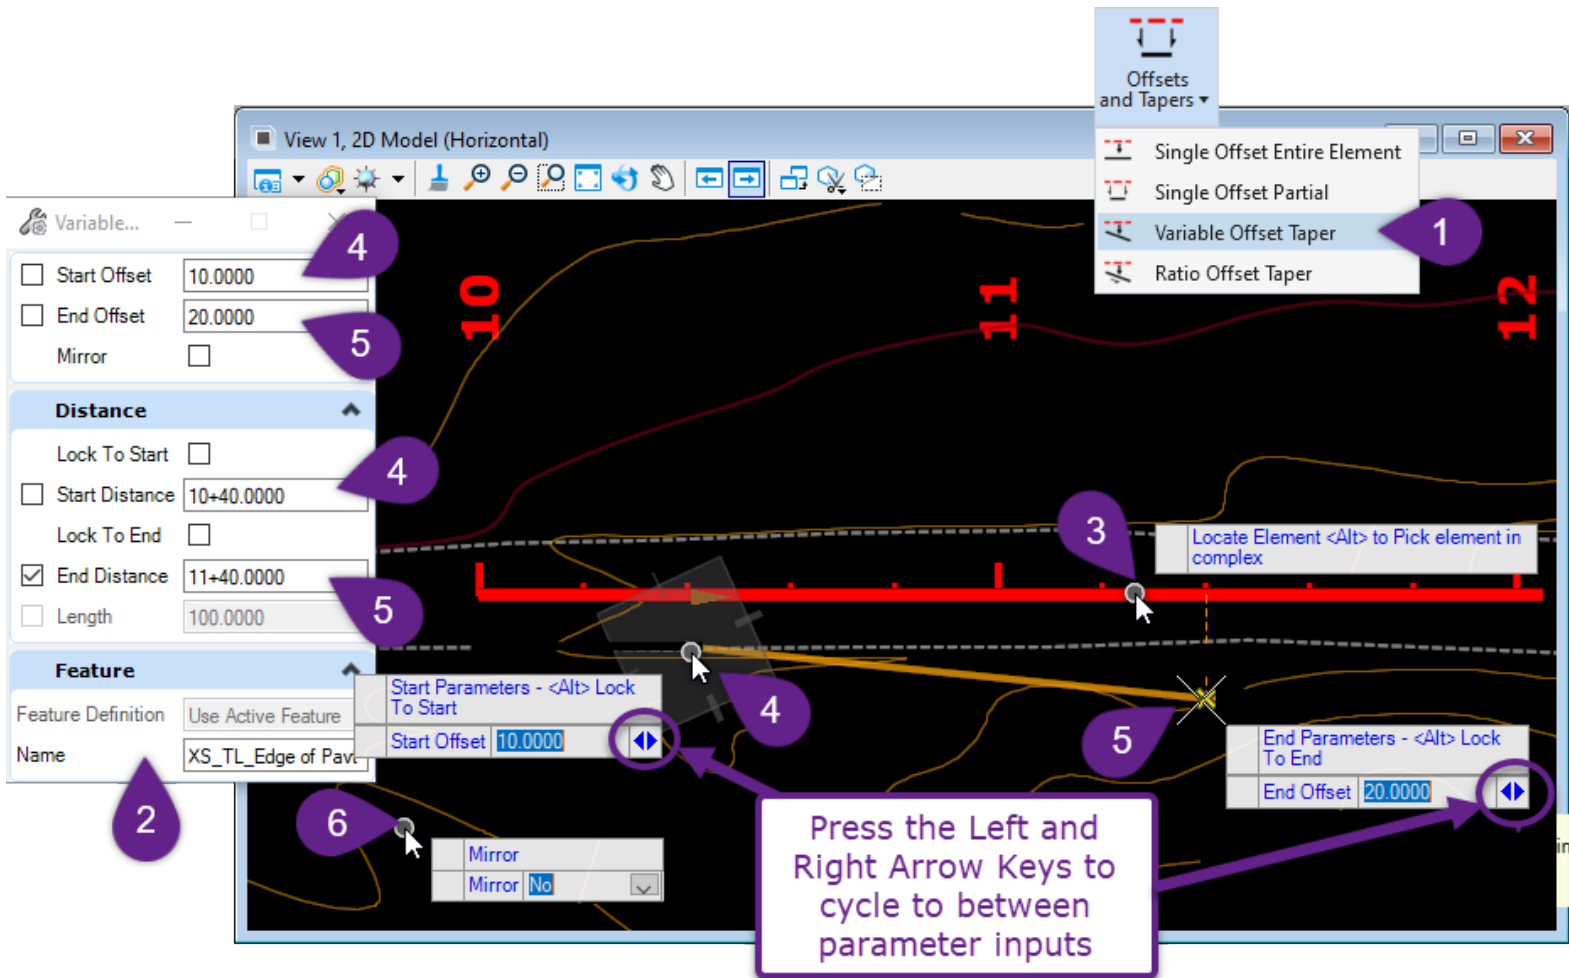 Offsets
and Tapers
View 1, 2D Model (Horizontal)
Single Offset Entire Element
Single Offset Partial
Variable Offset Taper
Ratio Offset Taper
1
Variable...
4
Start Offset 10.0000
End Offset 20.0000
5
Mirror
Distance
Lock To Start
4
Start Distance 10+40.0000
Lock To End
End Distance 11+40.0000
5
Length 100.0000
Feature
Feature Definition Use Active Feature
Name XS_TL_Edge of Pavt
2
10
11
12
3
Locate Element <Alt> to Pick element in
complex
Start Parameters - <Alt> Lock
To Start
Start Offset 10.0000
4
5
End Parameters - <Alt> Lock
To End
End Offset 20.0000
6
Mirror
Mirror No
Press the Left and
Right Arrow Keys to
cycle to between
parameter inputs
in